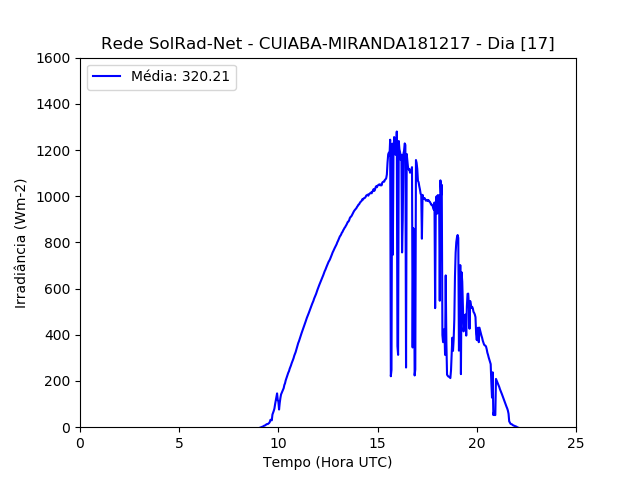 Rede SolRad-Net - CUIABA-MIRANDA181217 - Dia [17]
Média: 320.21
Irradiância (Wm-2)
1600
1400
1200
1000
800
600
400
200
0
0 5 10 15 20 25
Tempo (Hora UTC)